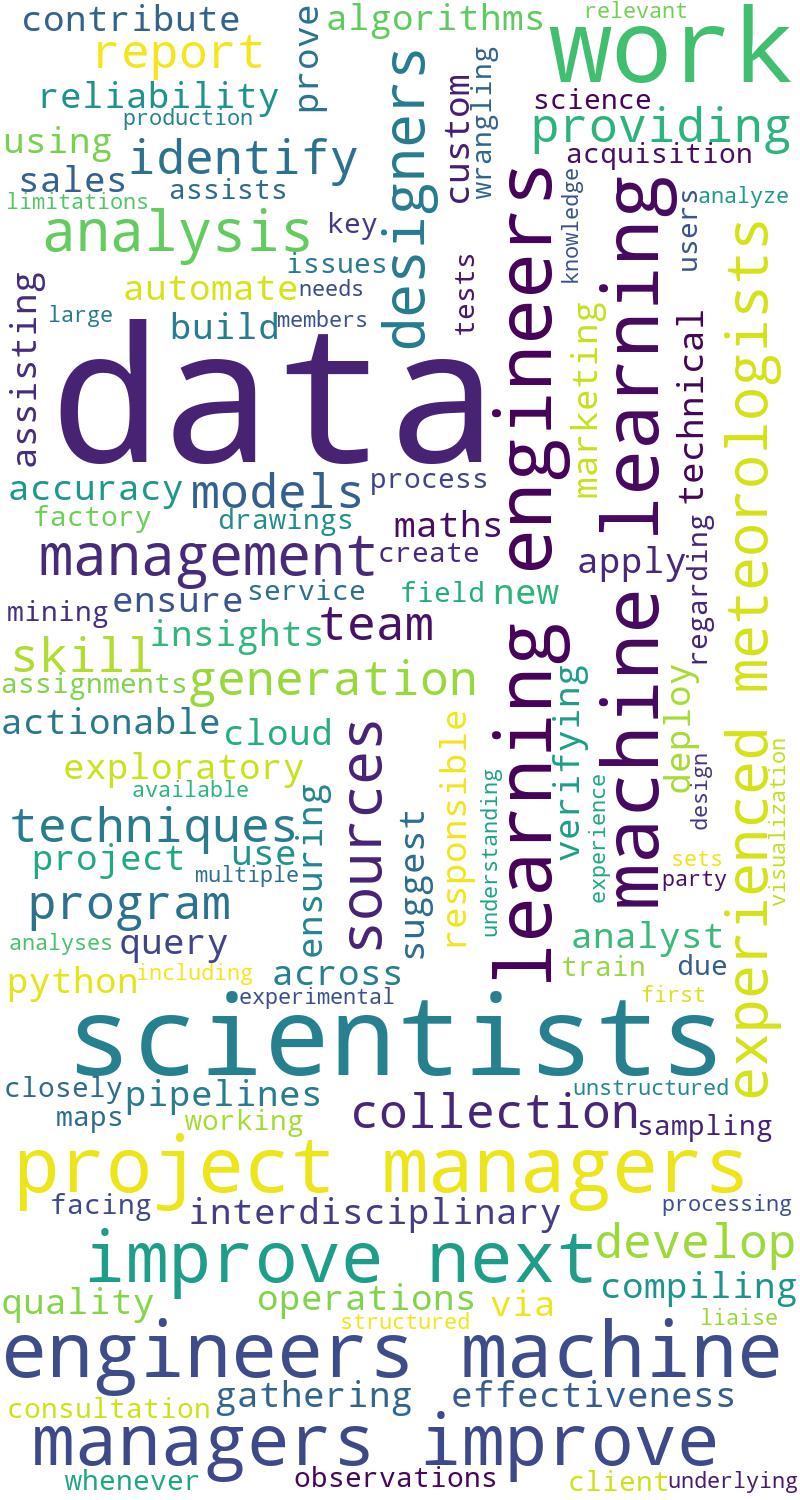 contribute
relevant
algorithms
report
prove
work
reliability
production
custom
wrangling
science
providing
using
identify
designers
acquisition
sales
assists
limitations
analysis
key
knowledge
users
analyze
issues
automate
needs
tests
assisting
large
build
members
data
learning engineers
marketing
machine learning
technical
experienced meteorologists
accuracy
models
process
factory
drawings
maths
management
create
apply
regarding
mining
ensure
service
field
new
insights
team
skill
assignments
generation
verifying
deploy
actionable
cloud
sources
responsible
exploratory
available
ensuring
understanding
experience
design
visualization
techniques
suggest
project
use
sets
multiple
party
program
analyses
query
analyst
python
including
across
train
due
experimental
first
scientists
closely
pipelines
unstructured
maps
working
collection
sampling
project managers
facing
interdisciplinary
processing
improve next
develop
compiling
quality
operations
via
structured
liaise
engineers machine
gathering
effectiveness
consultation
managers improve
whenever
observations
client
underlying